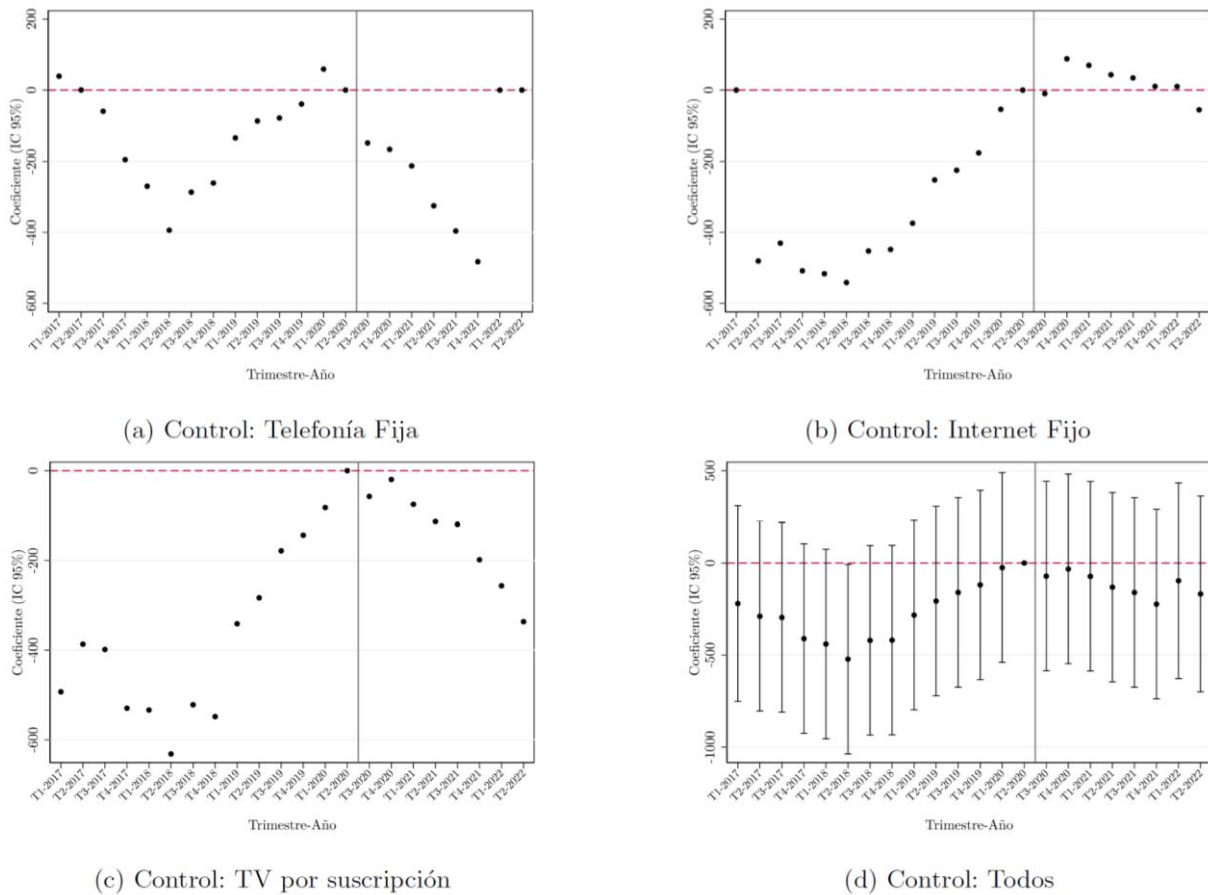 Coeficiente (IC 95%)
200
0
-200
-400
-600
T1-2017
T2-2017
T3-2017
T4-2017
T1-2018
T2-2018
T3-2018
T4-2018
T1-2019
T2-2019
T3-2019
T4-2019
T1-2020
T2-2020
T3-2020
T4-2020
T1-2021
T2-2021
T3-2021
T4-2021
T1-2022
T2-2022
Trimestre-Año
(a) Control: Telefonía Fija
Coeficiente (IC 95%)
200
0
-200
-400
-600
T1-2017
T2-2017
T3-2017
T4-2017
T1-2018
T2-2018
T3-2018
T4-2018
T1-2019
T2-2019
T3-2019
T4-2019
T1-2020
T2-2020
T3-2020
T4-2020
T1-2021
T2-2021
T3-2021
T4-2021
T1-2022
T2-2022
Trimestre-Año
(b) Control: Internet Fijo
Coeficiente (IC 95%)
0
-200
-400
-600
T1-2017
T2-2017
T3-2017
T4-2017
T1-2018
T2-2018
T3-2018
T4-2018
T1-2019
T2-2019
T3-2019
T4-2019
T1-2020
T2-2020
T3-2020
T4-2020
T1-2021
T2-2021
T3-2021
T4-2021
T1-2022
T2-2022
Trimestre-Año
(c) Control: TV por suscripción
Coeficiente (IC 95%)
500
0
-500
-1000
T1-2017
T2-2017
T3-2017
T4-2017
T1-2018
T2-2018
T3-2018
T4-2018
T1-2019
T2-2019
T3-2019
T4-2019
T1-2020
T2-2020
T3-2020
T4-2020
T1-2021
T2-2021
T3-2021
T4-2021
T1-2022
T2-2022
Trimestre-Año
(d) Control: Todos